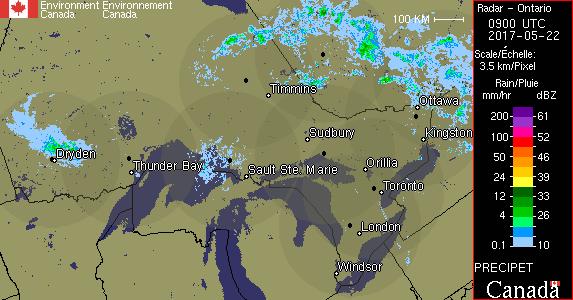 Environment Environnement
Canada Canada
100 KM
Timmins
Ottawa
Sudbury
Kingston
Dryden
Thunder Bay
Sault Ste. Marie
Orillia
Toronto
London
Windsor
Radar - Ontario
0900 UTC
2017-05-22
Scale/Échelle:
3.5 km/Pixel
Rain/Pluie
mm/hr dBZ
200 61
100 52
50 46
24 39
12 33
4 26
0.1 10
PRECIPET
Canada